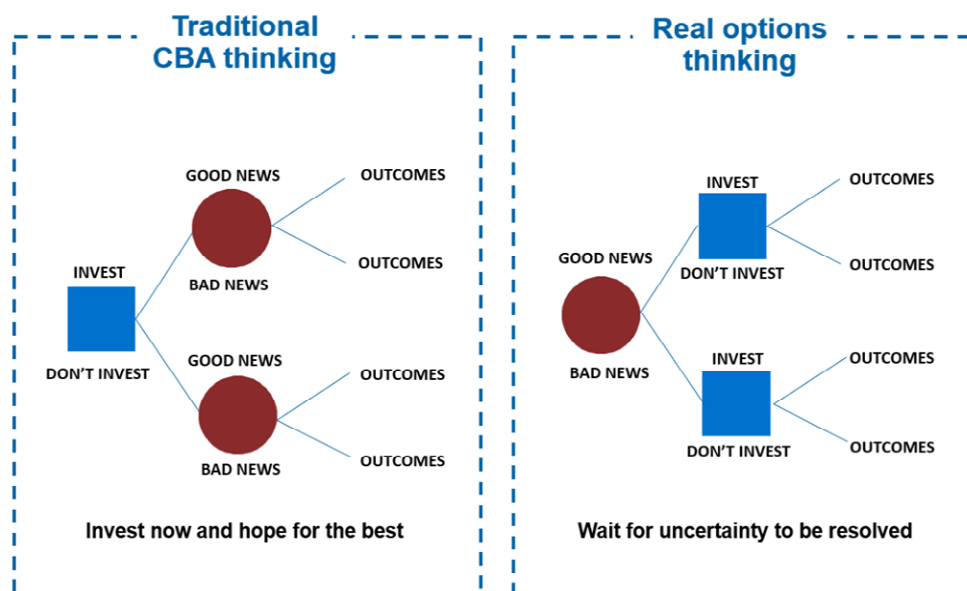 Traditional
CBA thinking
GOOD NEWS
OUTCOMES
OUTCOMES
BAD NEWS
INVEST
DON'T INVEST
GOOD NEWS
OUTCOMES
OUTCOMES
BAD NEWS
Invest now and hope for the best
Real options
thinking
INVEST
OUTCOMES
OUTCOMES
DON'T INVEST
GOOD NEWS
BAD NEWS
INVEST
OUTCOMES
OUTCOMES
DON'T INVEST
Wait for uncertainty to be resolved